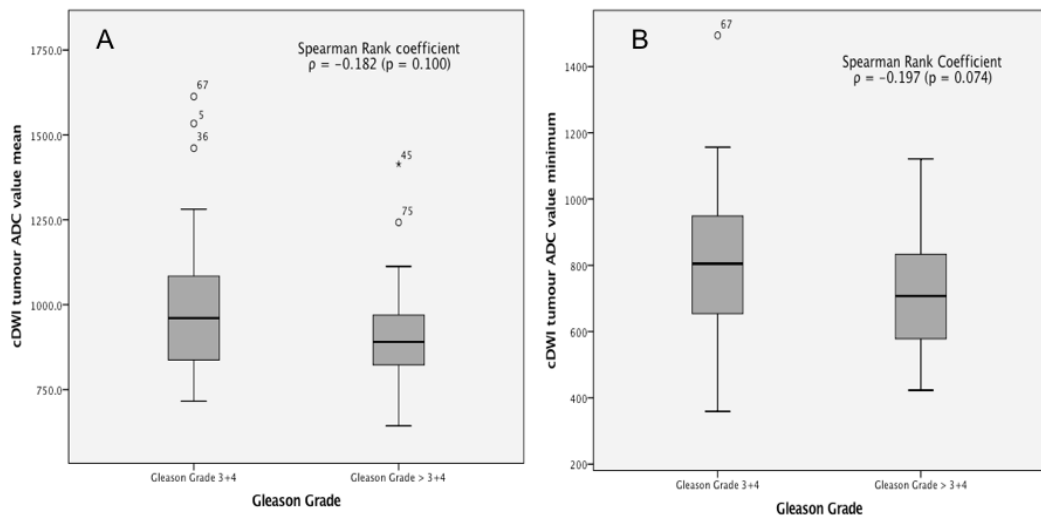 A
Spearman Rank coefficient
ρ = -0.182 (p = 0.100)
cDWI tumour ADC value mean
1750.0
1500.0
1250.0
1000.0
750.0
67
5
36
45
75
Gleason Grade 3+4
Gleason Grade > 3+4
Gleason Grade
B
Spearman Rank Coefficient
ρ = -0.197 (p = 0.074)
cDWI tumour ADC value minimum
1400
1200
1000
800
600
400
200
67
Gleason Grade 3+4
Gleason Grade > 3+4
Gleason Grade